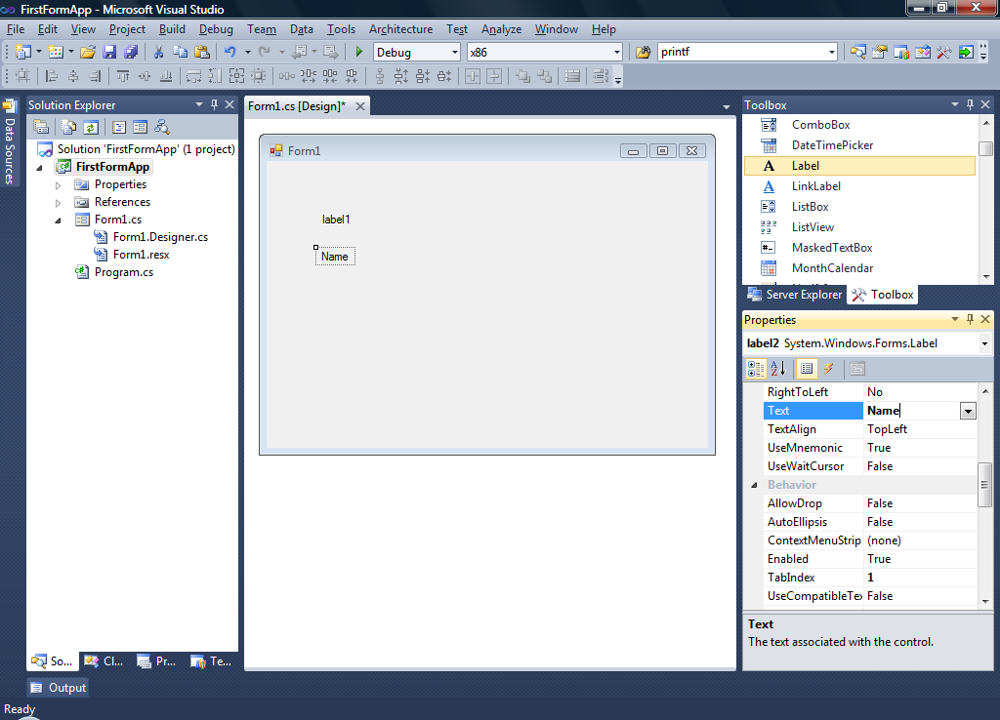 FirstFormApp - Microsoft Visual Studio
File Edit View Project Build Debug Team Data Tools Architecture Test Analyze Window Help
Debug x86 printf
Data Sources
Solution Explorer
Solution 'FirstFormApp' (1 project)
FirstFormApp
Properties
References
Form1.cs
Form1.Designer.cs
Form1.resx
Program.cs
So... Cl... Pr... Te...
Form1.cs [Design]*
Form1
label1
Name
Toolbox
ComboBox
DateTimePicker
A Label
A LinkLabel
ListBox
ListView
MaskedTextBox
MonthCalendar
Server Explorer Toolbox
Properties
label2 System.Windows.Forms.Label
RightToLeft No
Text Name
TextAlign TopLeft
UseMnemonic True
UseWaitCursor False
Behavior
AllowDrop False
AutoEllipsis False
ContextMenuStrip (none)
Enabled True
TabIndex 1
UseCompatibleTex False
Text
The text associated with the control.
Output
Ready